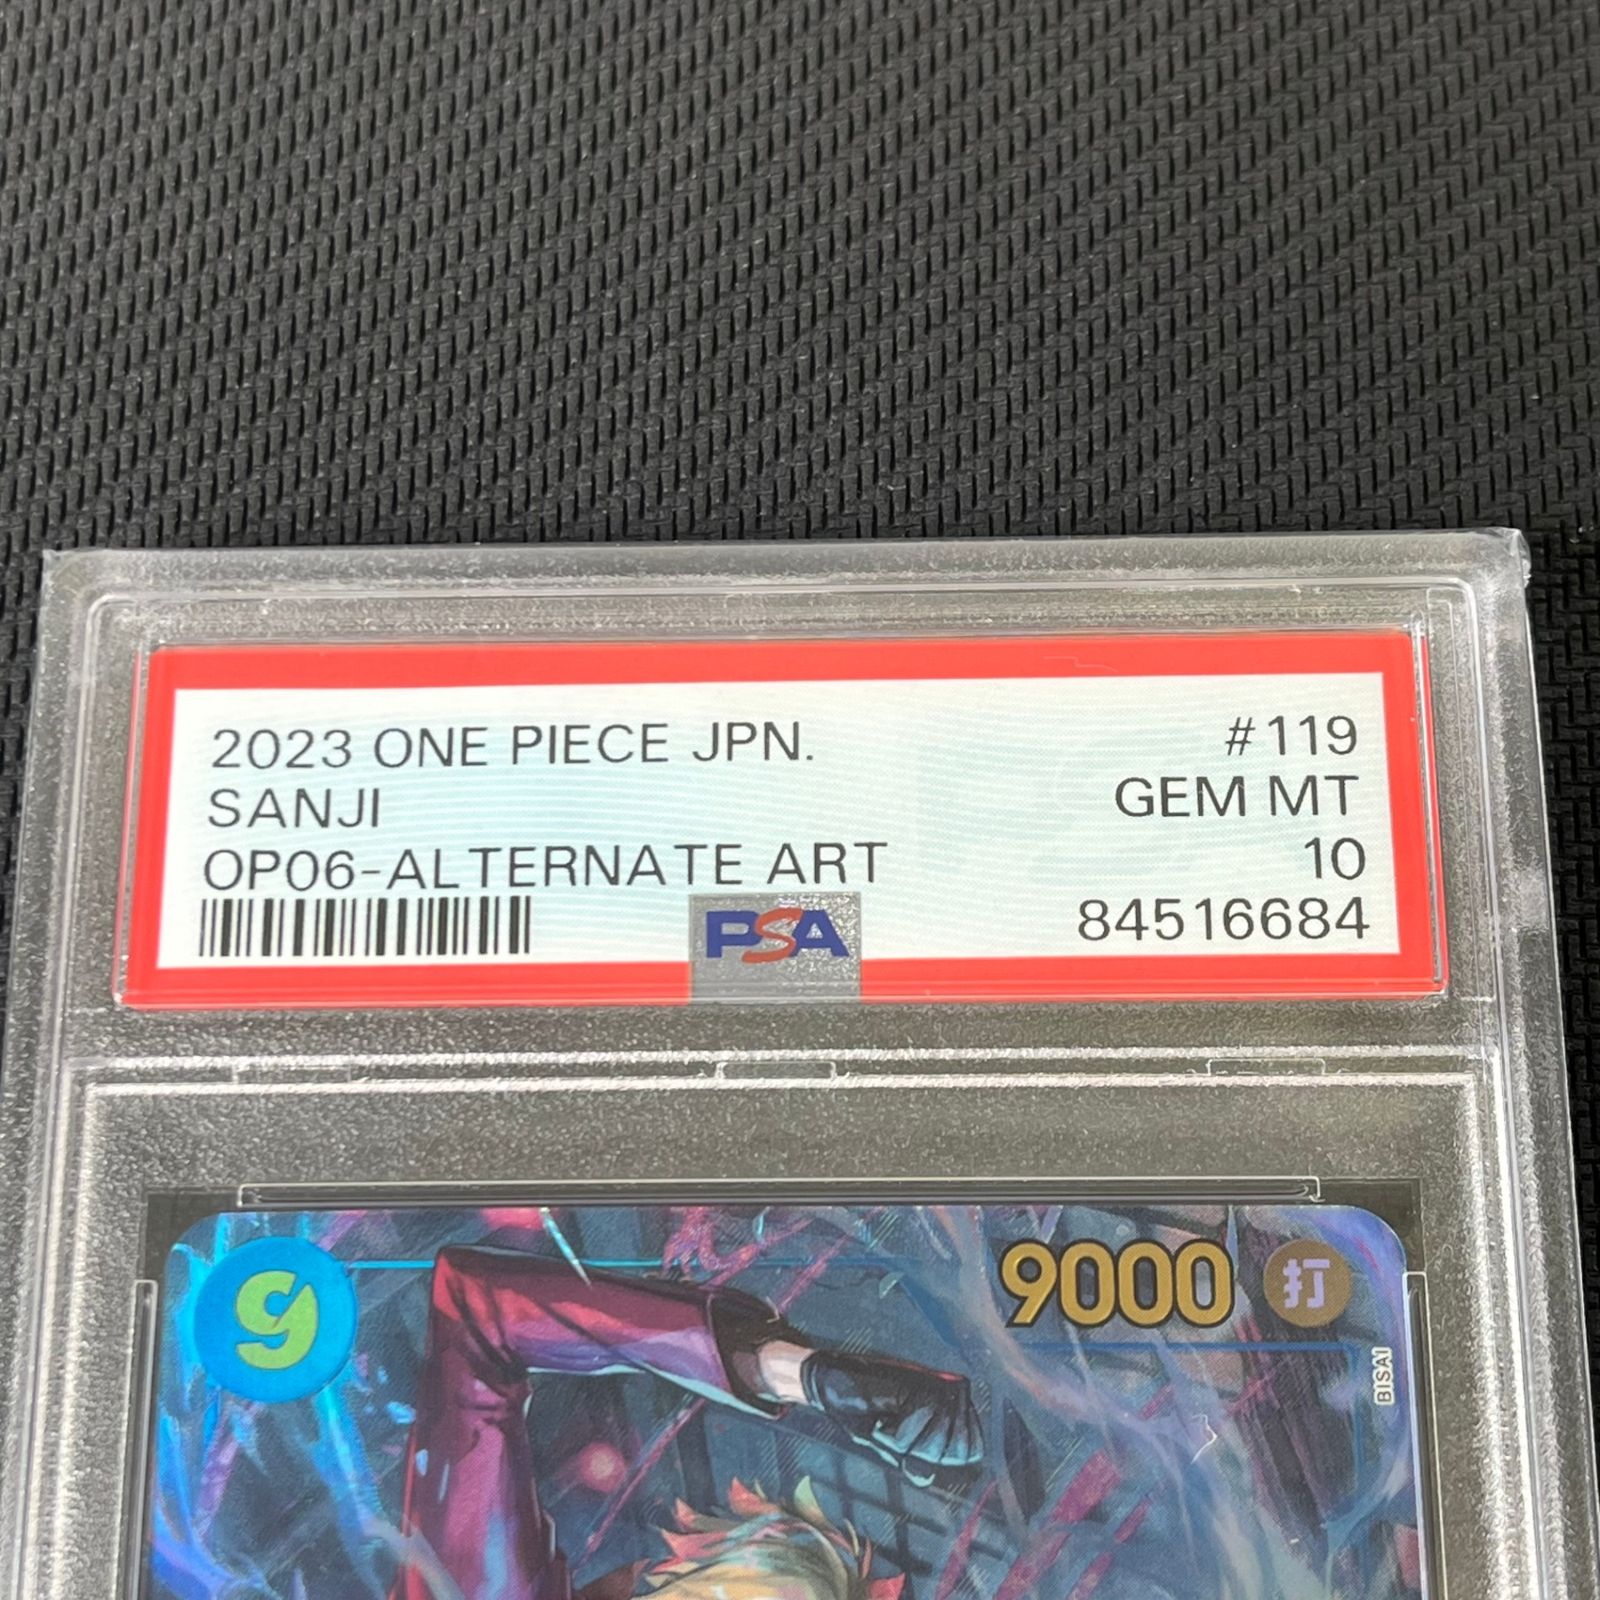 2023 ONE PIECE JPN. #119
SANJI GEM MT
OP06-ALTERNATE ART 10
PSA 84516684
9 9000 打
BISAI